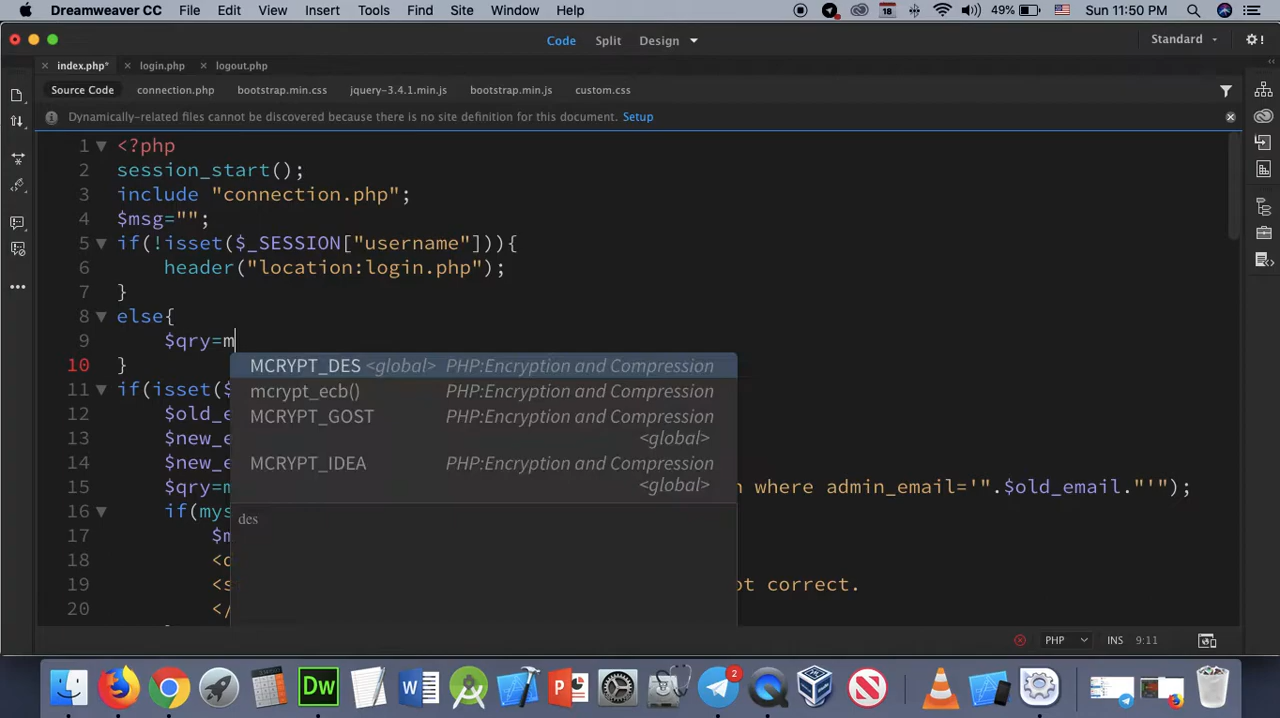 Dreamweaver CC File Edit View Insert Format Tools Find Site Window Help 18 49% Sun 11:50 PM
Code Split Design Standard
index.php* login.php logout.php
Source Code connection.php bootstrap.min.css jquery-3.4.1.min.js bootstrap.min.js custom.css
Dynamically-related files cannot be discovered because there is no site definition for this document. Setup
1 <?php
2 session_start();
3 include "connection.php";
4 $msg="";
5 if(!isset($_SESSION["username"])){
6 header("location:login.php");
7 }
8 else{
9 $qry=m
MCRYPT_DES <global> PHP:Encryption and Compression
10 }
mcrypt_ecb() PHP:Encryption and Compression
11 if(isset($
MCRYPT_GOST PHP:Encryption and Compression
<global>
12 $old_e
13 $new_e
MCRYPT_IDEA PHP:Encryption and Compression
<global>
14 $new_e
15 $qry=m n where admin_email='".$old_email."'");
16 if(mys
des
17 $m
18 <d
19 <s ot correct.
20 </
PHP INS 9:11
Dw
2